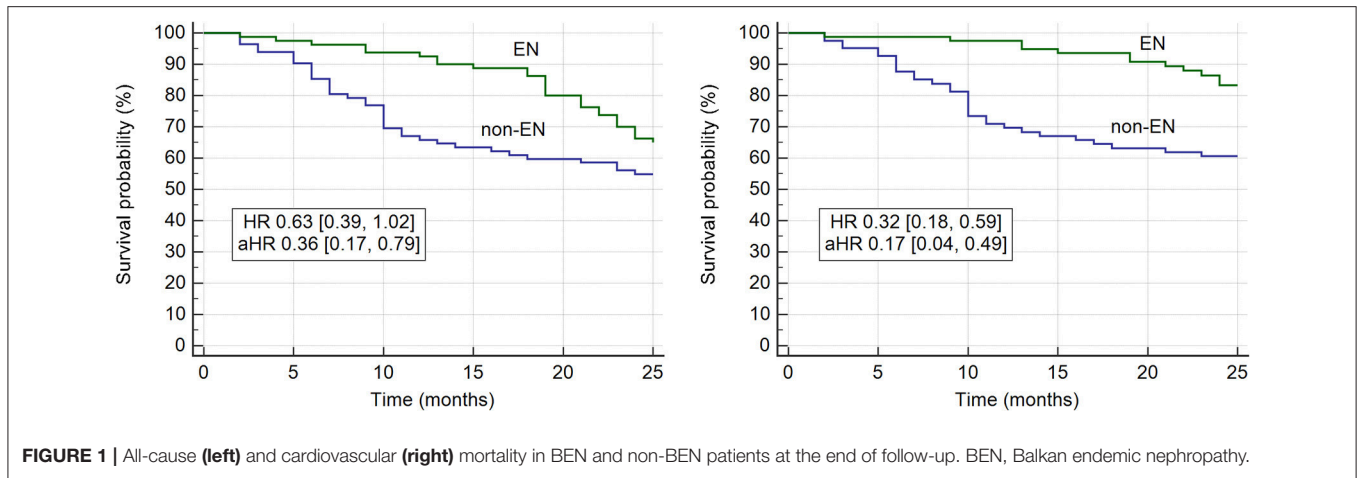 100
90
80
70
60
50
40
30
20
10
0
Survival probability (%)
EN
non-EN
HR 0.63 [0.39, 1.02]
aHR 0.36 [0.17, 0.79]
0 5 10 15 20 25
Time (months)
100
90
80
70
60
50
40
30
20
10
0
Survival probability (%)
EN
non-EN
HR 0.32 [0.18, 0.59]
aHR 0.17 [0.04, 0.49]
0 5 10 15 20 25
Time (months)
FIGURE 1 | All-cause (left) and cardiovascular (right) mortality in BEN and non-BEN patients at the end of follow-up. BEN, Balkan endemic nephropathy.